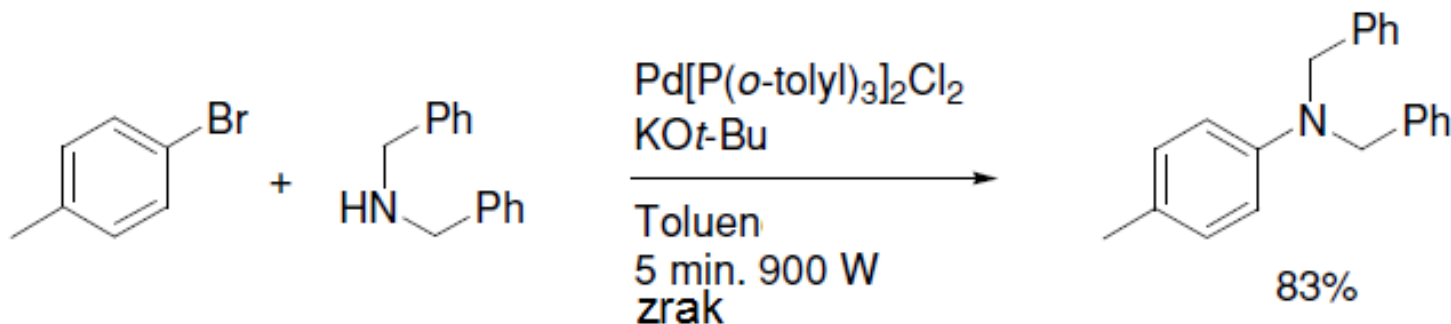 Br
+
HN
Ph
Ph
Pd[P(o-tolyl)₃]₂Cl₂
KOt-Bu
Toluen
5 min. 900 W
zrak
Ph
N
Ph
83%